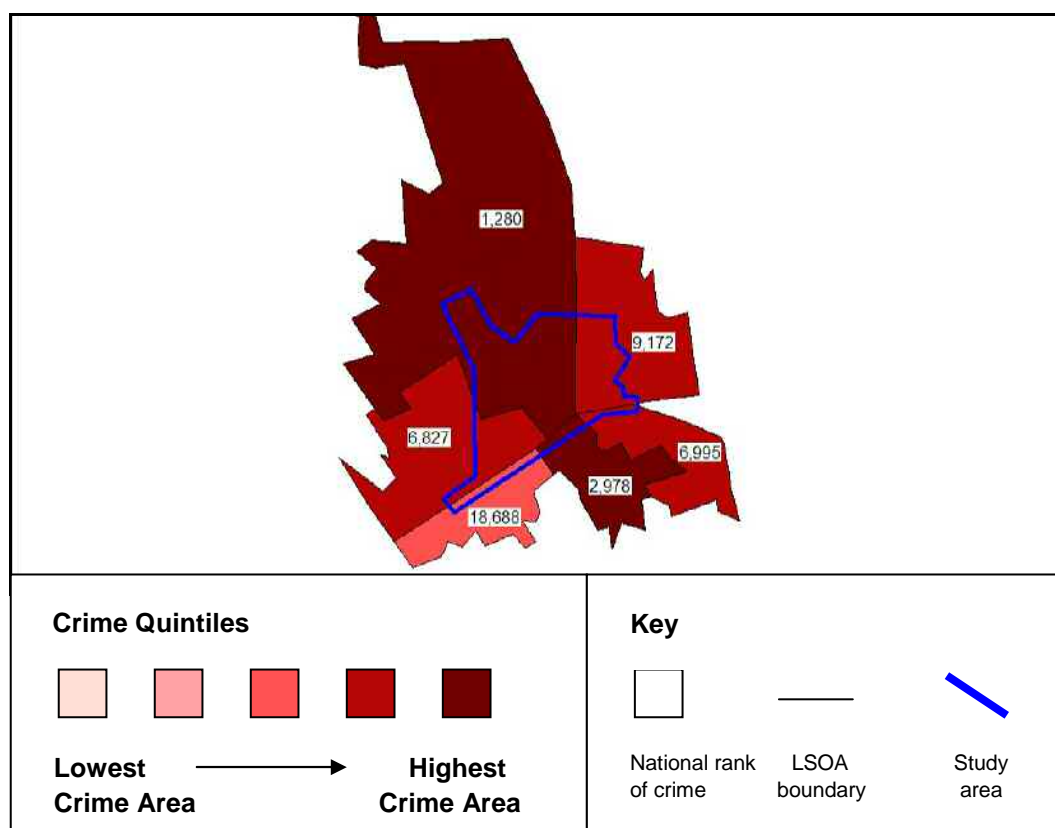 1,280
9,172
6,827
6,995
2,978
18,688
Crime Quintiles
Lowest
Crime Area
Highest
Crime Area
Key
National rank
of crime
LSOA
boundary
Study
area